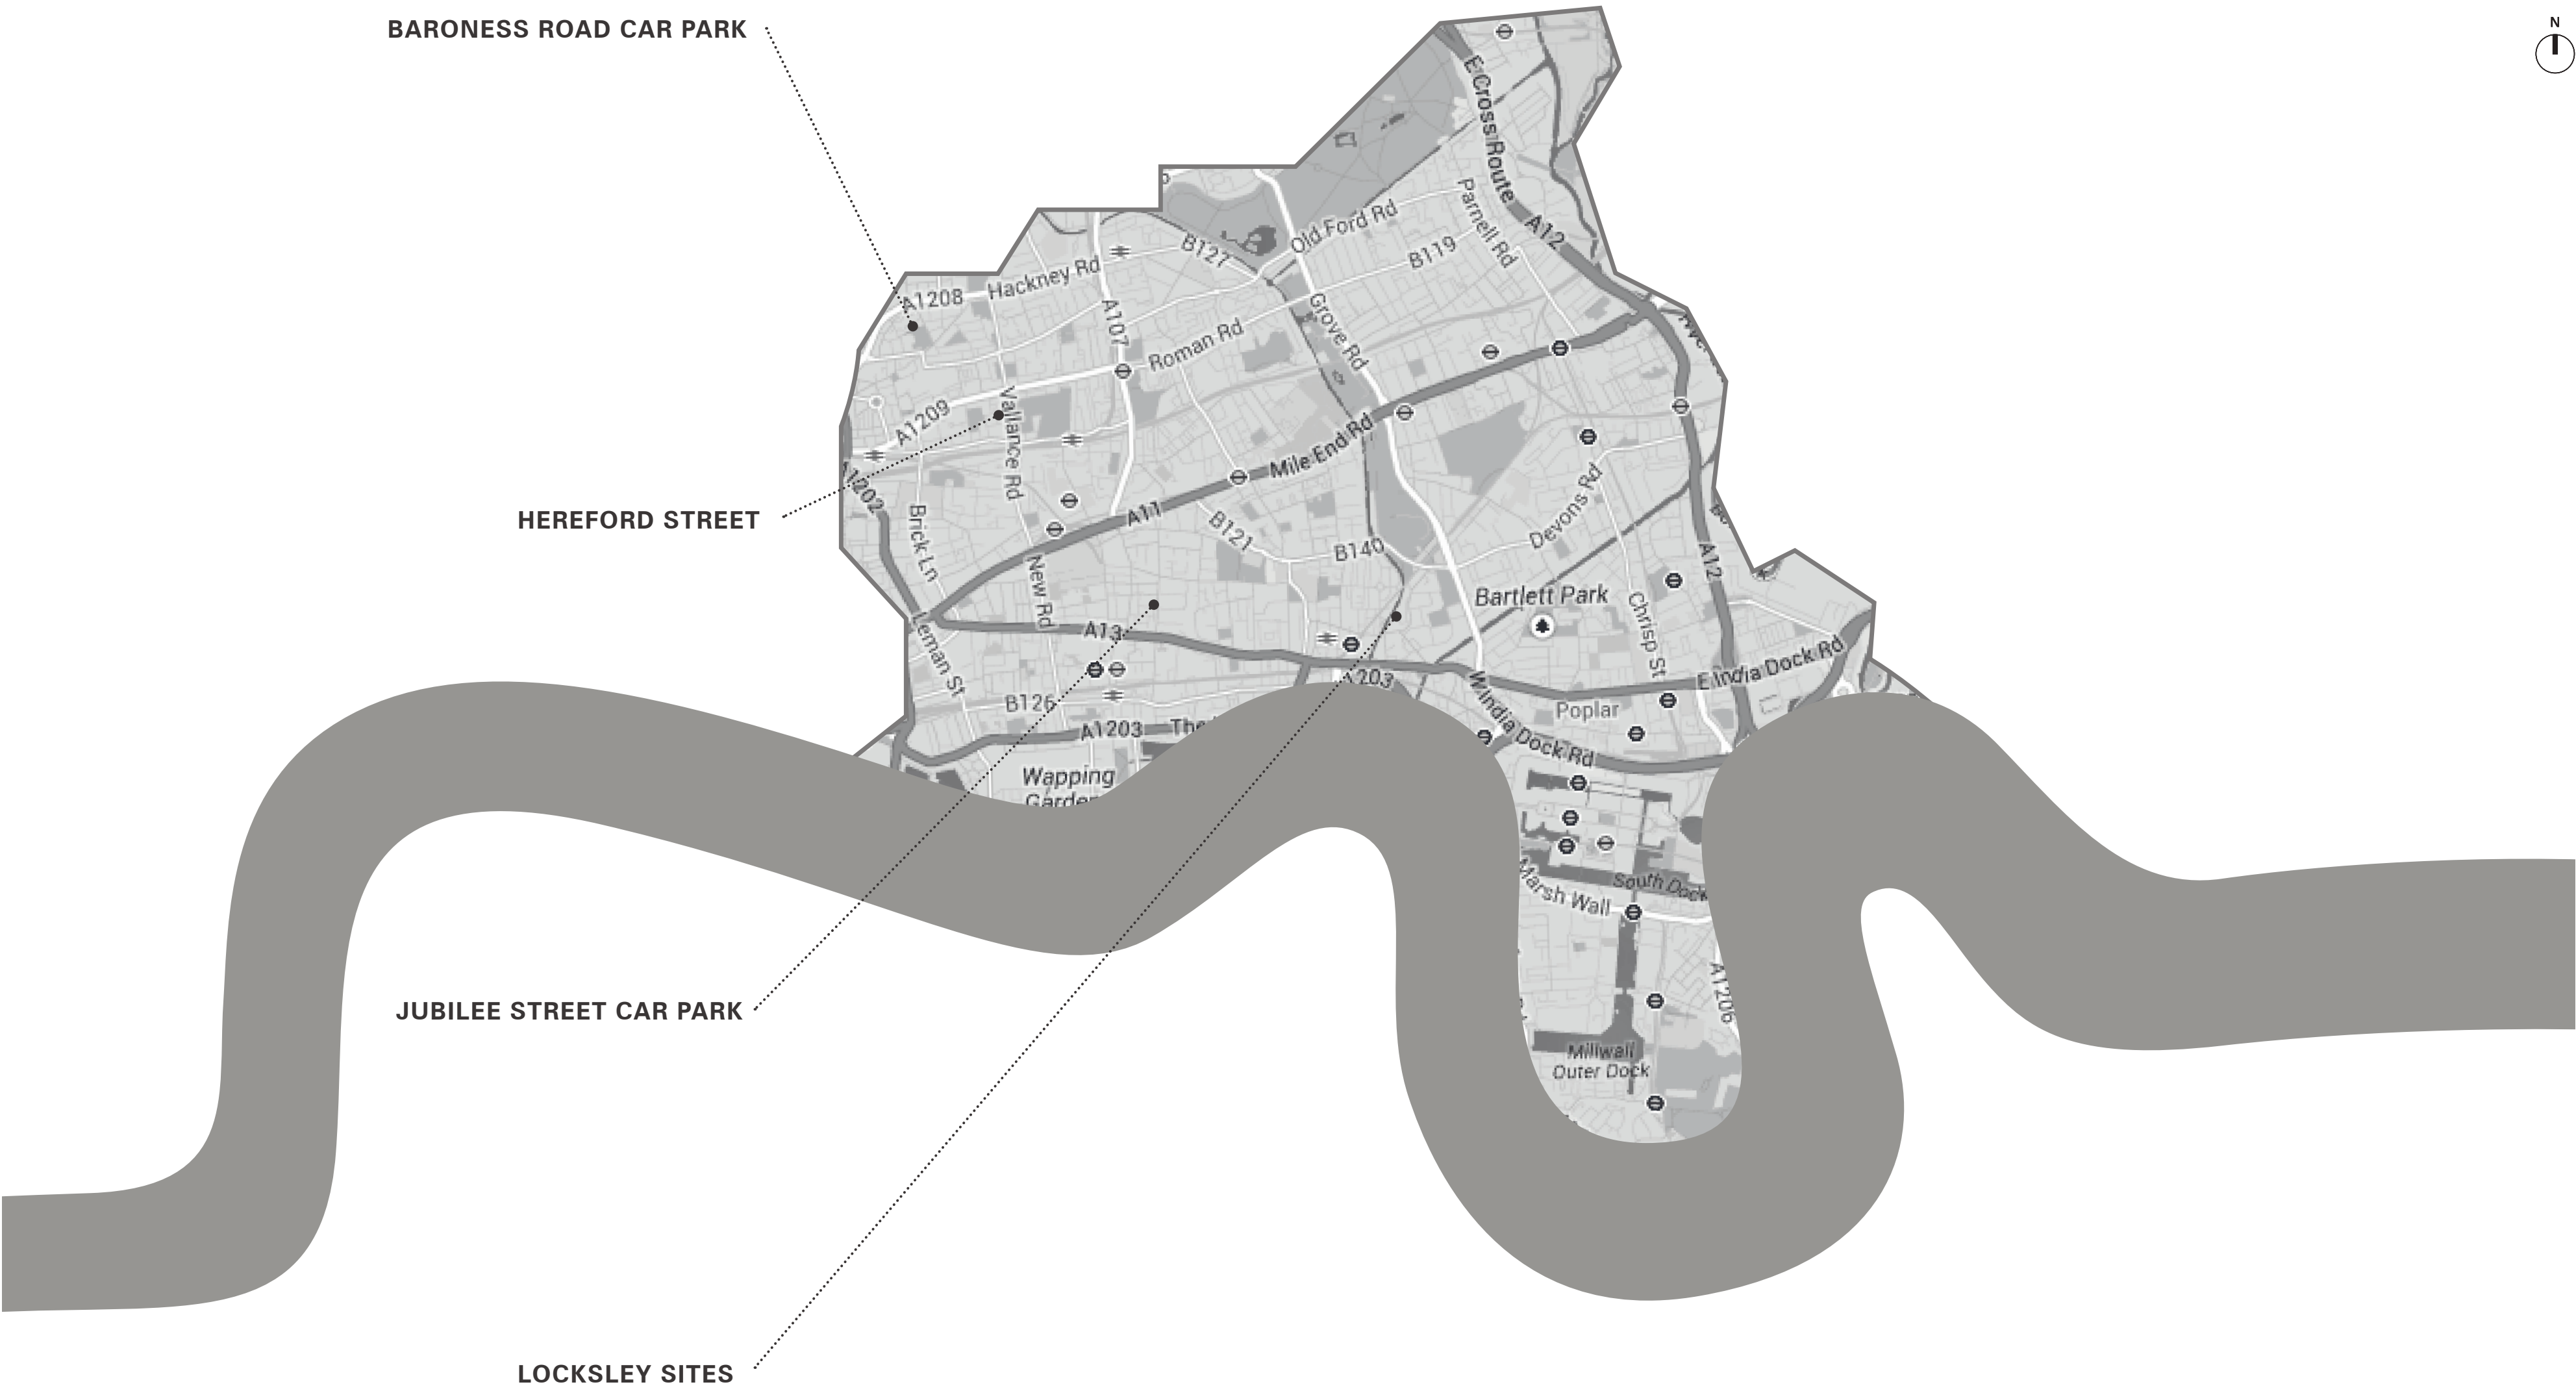 BARONESS ROAD CAR PARK
N
E Cross Route
Old Ford Rd
Parnell Rd
A12
B127
B119
Hackney Rd
A1208
A107
Grove Rd
Roman Rd
A1209
Vallance Rd
Mile End Rd
A1202
HEREFORD STREET
Brick Ln
A11
B121
B140
Devons Rd
A12
New Rd
Bartlett Park
Chrisp St
Leman St
A13
E India Dock Rd
203
B126
W India Dock Rd
Poplar
A1203
The
Wapping
Garden
South Dock
Marsh Wall
A1206
JUBILEE STREET CAR PARK
Millwall
Outer Dock
LOCKSLEY SITES